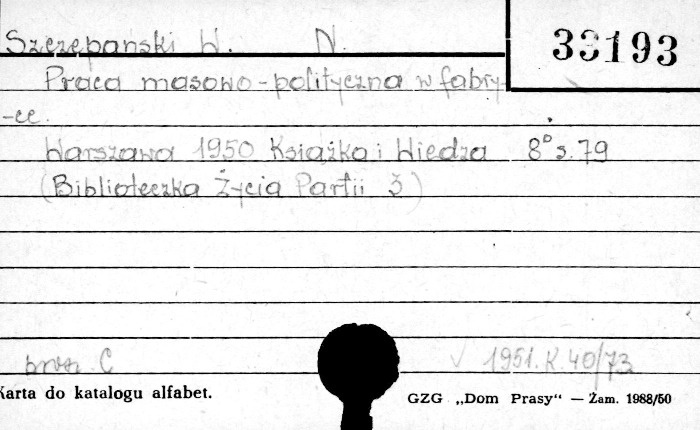 Szczepański W. N. 33193
Praca masowo-polityczna w fabry-
-ce.
Warszawa 1950 Książka i Wiedza 8° s. 79
(Biblioteczka Życia Partii 3)
C √ 1951. K. 40/73
Karta do katalogu alfabet. GZG „Dom Prasy“ — Zam. 1988/50